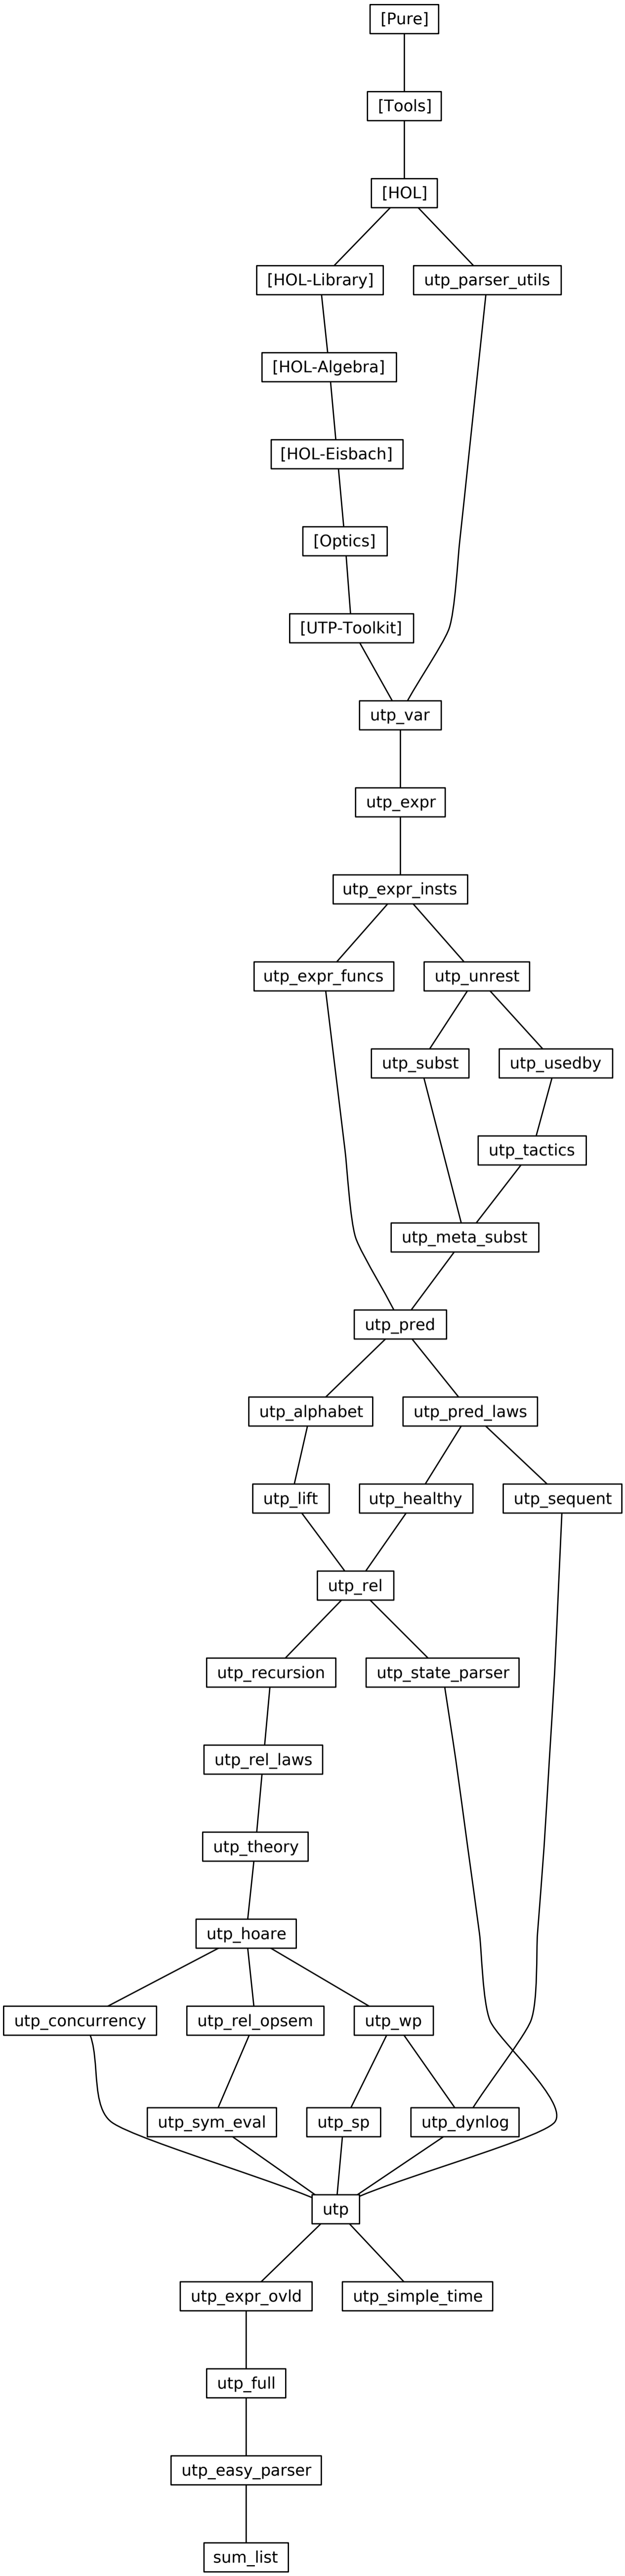 [Pure]
[Tools]
[HOL]
[HOL-Library]
utp_parser_utils
[HOL-Algebra]
[HOL-Eisbach]
[Optics]
[UTP-Toolkit]
utp_var
utp_expr
utp_expr_insts
utp_expr_funcs
utp_unrest
utp_subst
utp_usedby
utp_tactics
utp_meta_subst
utp_pred
utp_alphabet
utp_pred_laws
utp_lift
utp_healthy
utp_sequent
utp_rel
utp_recursion
utp_state_parser
utp_rel_laws
utp_theory
utp_hoare
utp_concurrency
utp_rel_opsem
utp_wp
utp_sym_eval
utp_sp
utp_dynlog
utp
utp_expr_ovld
utp_simple_time
utp_full
utp_easy_parser
sum_list